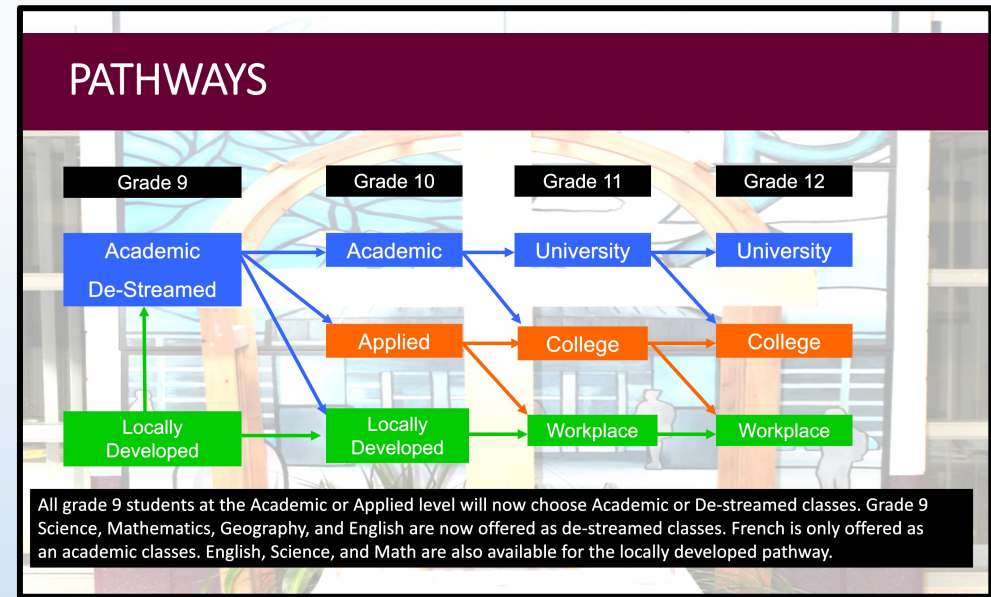 PATHWAYS
Grade 9
Grade 10
Grade 11
Grade 12
Academic
De-Streamed
Academic
University
University
Applied
College
College
Locally
Developed
Locally
Developed
Workplace
Workplace
All grade 9 students at the Academic or Applied level will now choose Academic or De-streamed classes. Grade 9
Science, Mathematics, Geography, and English are now offered as de-streamed classes. French is only offered as
an academic classes. English, Science, and Math are also available for the locally developed pathway.